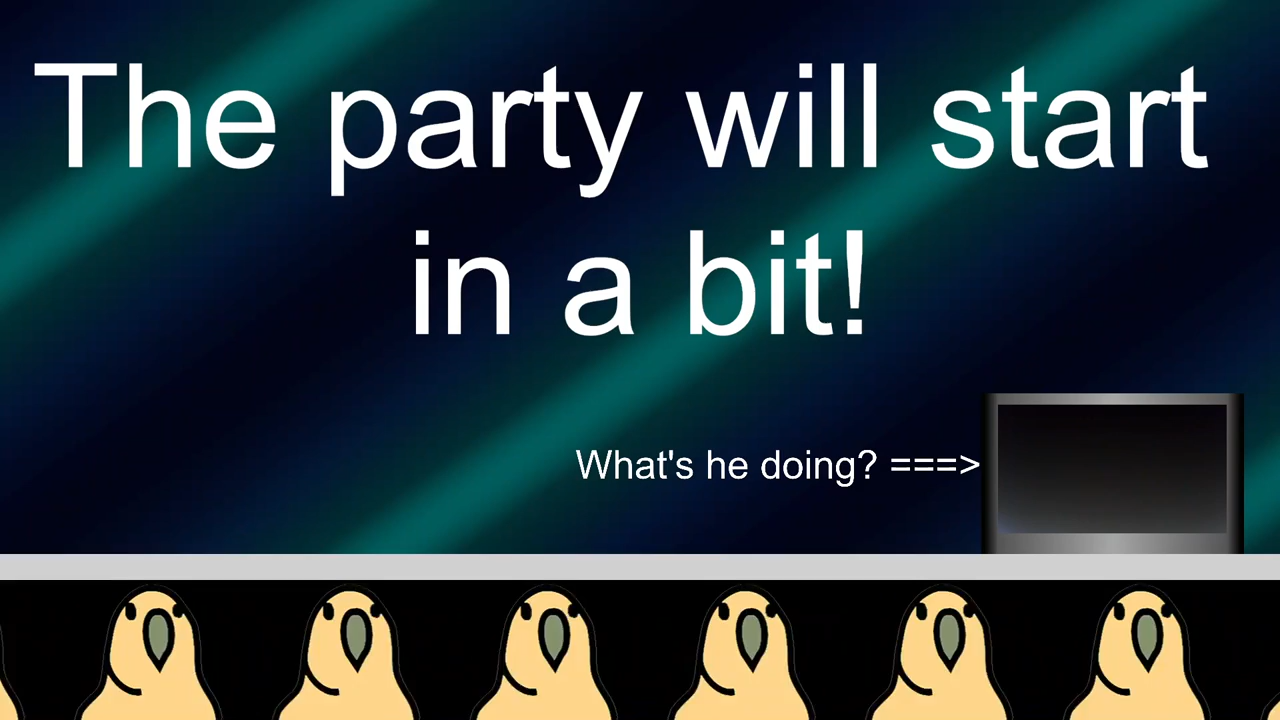 The party will start
in a bit!
What's he doing? ===>